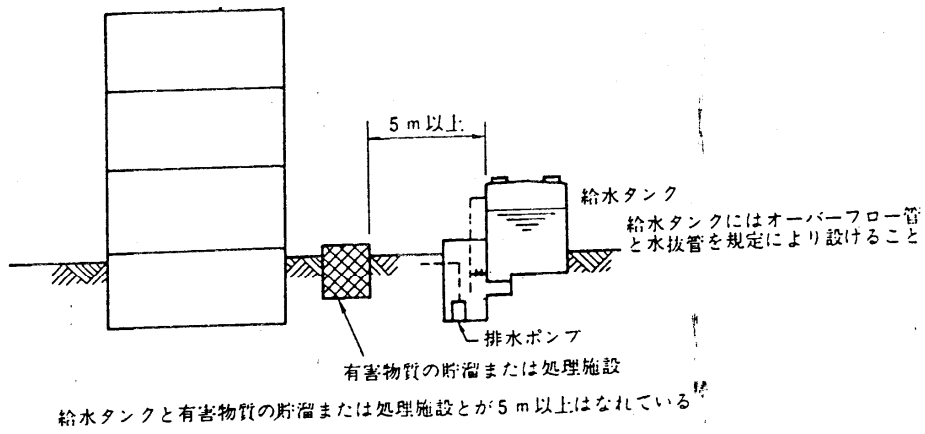 5m以上
給水タンク
給水タンクにはオーバーフロー管
と水抜管を規定により設けること
排水ポンプ
有害物質の貯溜または処理施設
給水タンクと有害物質の貯溜または処理施設とが5m以上はなれている